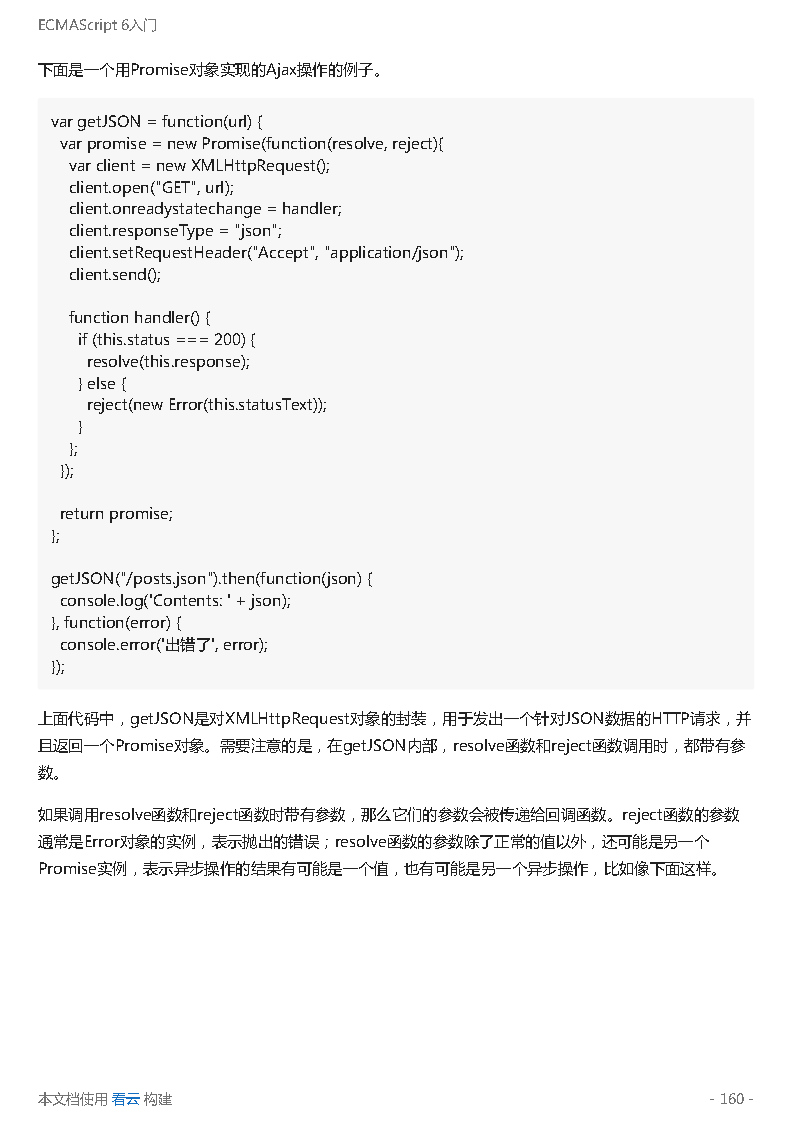 ECMAScript 6入门
下面是一个用Promise对象实现的Ajax操作的例子。
var getJSON = function(url) {
  var promise = new Promise(function(resolve, reject){
    var client = new XMLHttpRequest();
    client.open("GET", url);
    client.onreadystatechange = handler;
    client.responseType = "json";
    client.setRequestHeader("Accept", "application/json");
    client.send();

    function handler() {
      if (this.status === 200) {
        resolve(this.response);
      } else {
        reject(new Error(this.statusText));
      }
    };
  });

  return promise;
};

getJSON("/posts.json").then(function(json) {
  console.log('Contents: ' + json);
}, function(error) {
  console.error('出错了', error);
});
上面代码中，getJSON是对XMLHttpRequest对象的封装，用于发出一个针对JSON数据的HTTP请求，并
且返回一个Promise对象。需要注意的是，在getJSON内部，resolve函数和reject函数调用时，都带有参
数。
如果调用resolve函数和reject函数时带有参数，那么它们的参数会被传递给回调函数。reject函数的参数
通常是Error对象的实例，表示抛出的错误；resolve函数的参数除了正常的值以外，还可能是另一个
Promise实例，表示异步操作的结果有可能是一个值，也有可能是另一个异步操作，比如像下面这样。
本文档使用 看云 构建
- 160 -